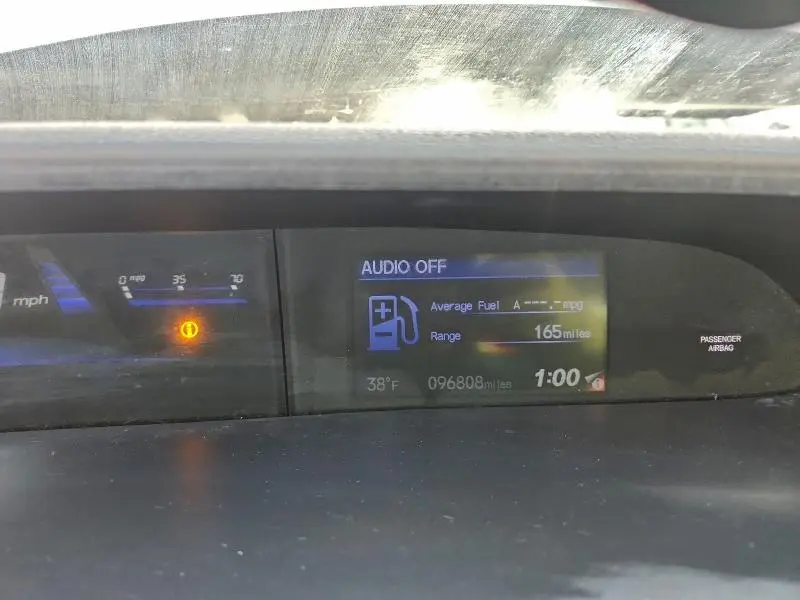 AUDIO OFF
0 mpg 35 70
mph
Average Fuel A ---.- mpg
Range 165 miles
PASSENGER
AIRBAG
38°F 096808 miles 1:00